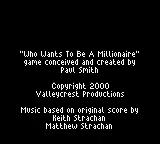 "Who Wants To Be A Millionaire"
game conceived and created by
Paul Smith
Copyright 2000
Valleycrest Productions
Music based on original score by
Keith Strachan
Matthew Strachan